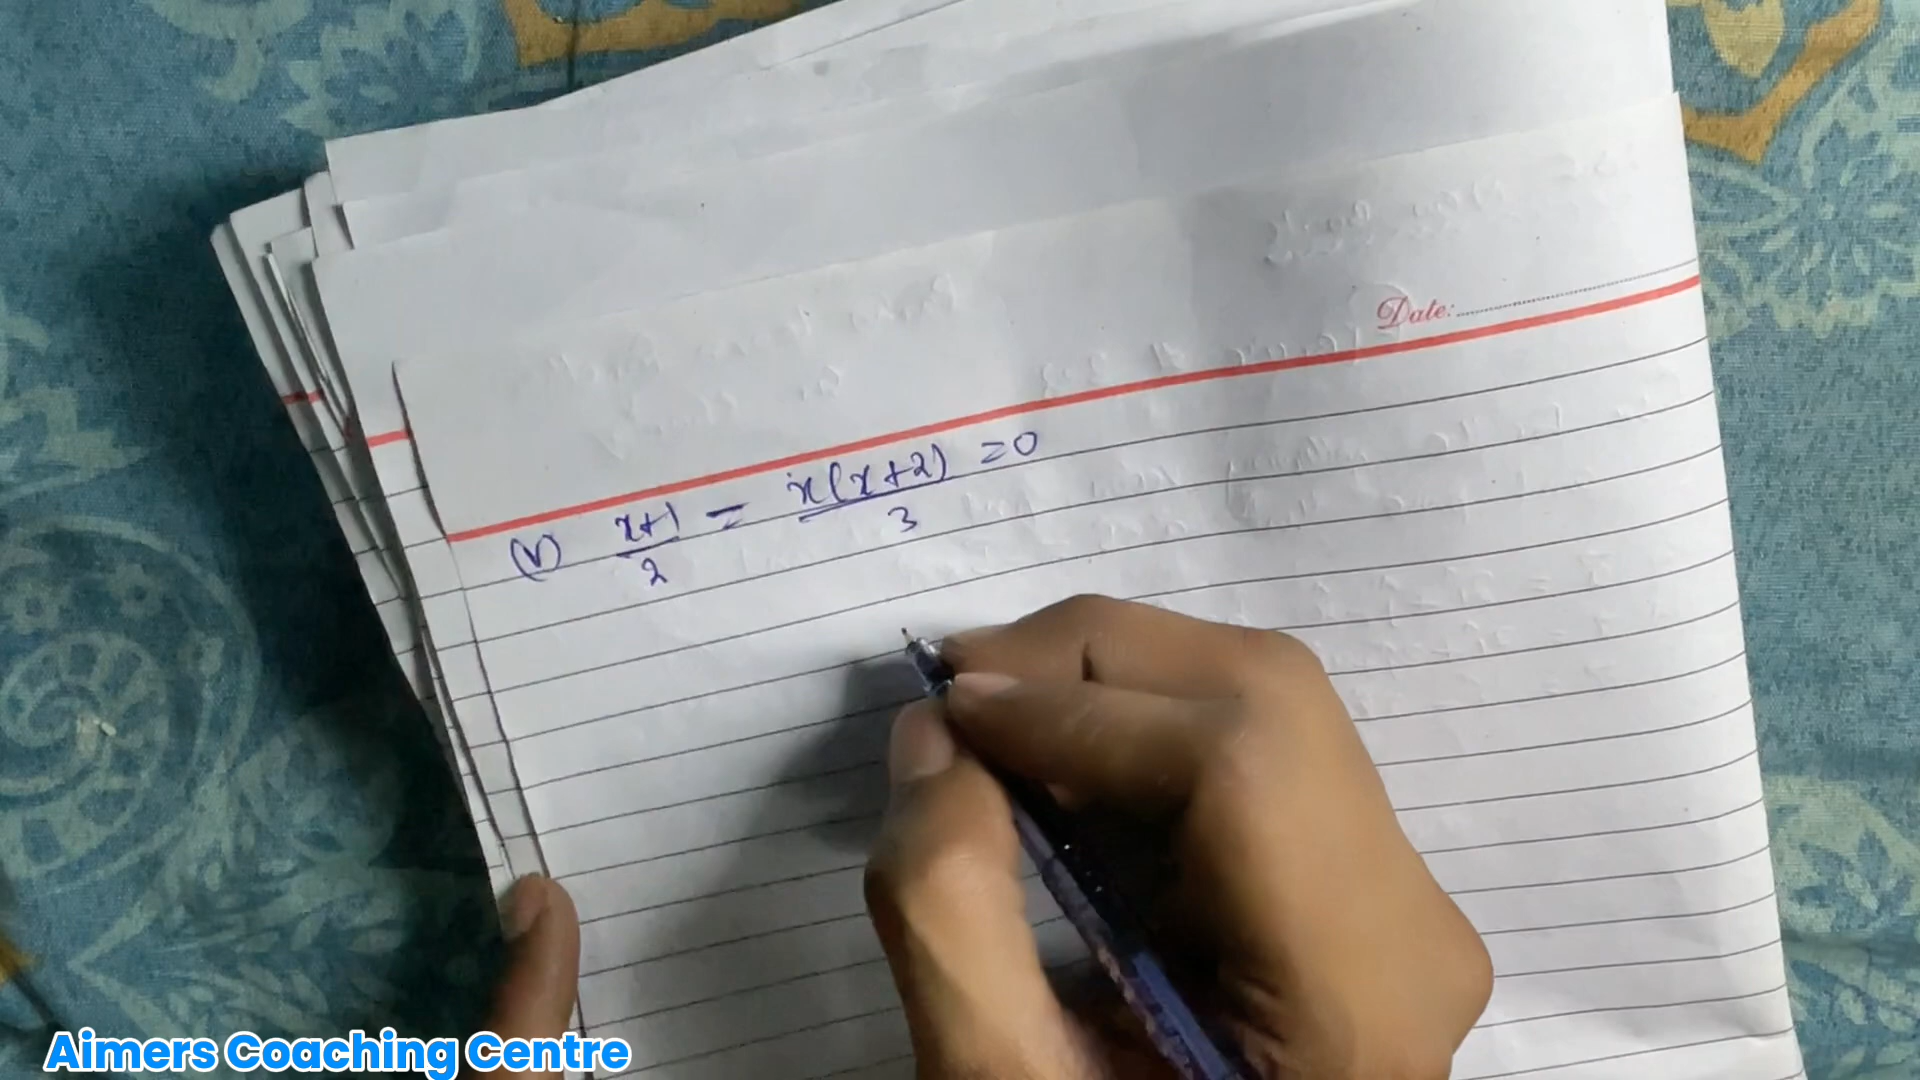 Date:
(v) x+1/2 = x(x+2)/3 =0
Aimers Coaching Centre